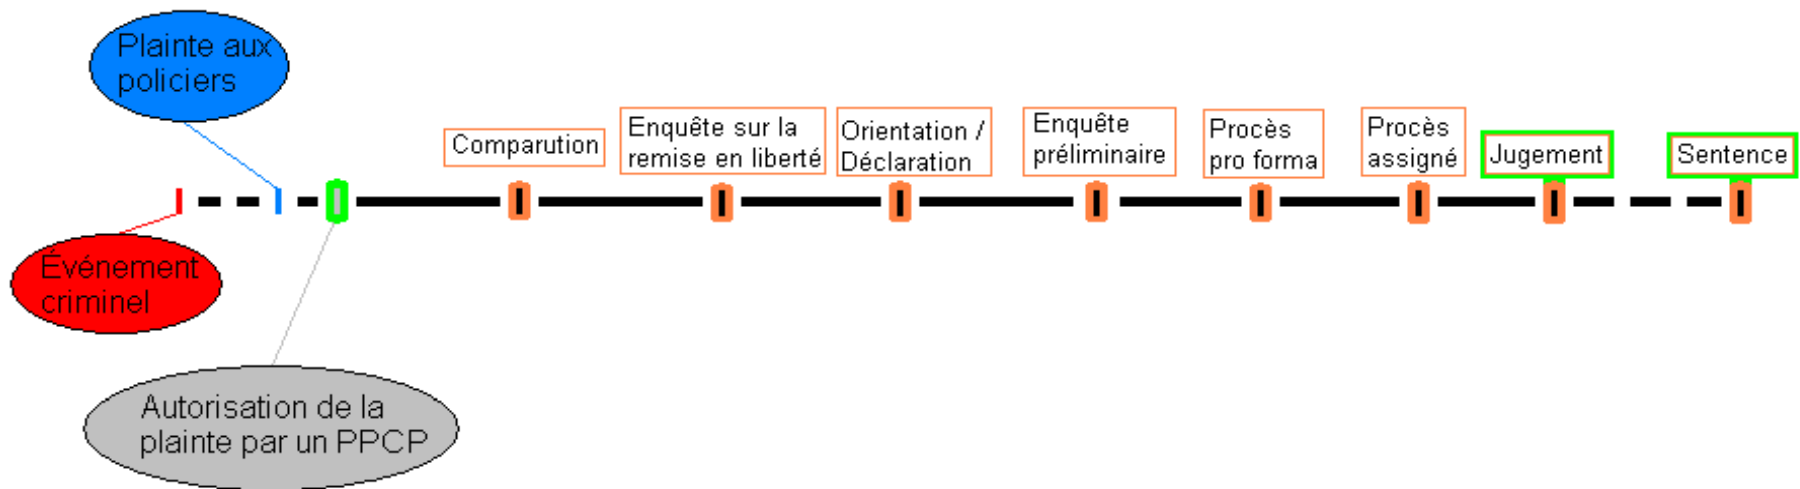 Plainte aux
policiers
Événement
criminel
Autorisation de la
plainte par un PPCP
Comparution
Enquête sur la
remise en liberté
Orientation /
Déclaration
Enquête
préliminaire
Procès
pro forma
Procès
assigné
Jugement
Sentence